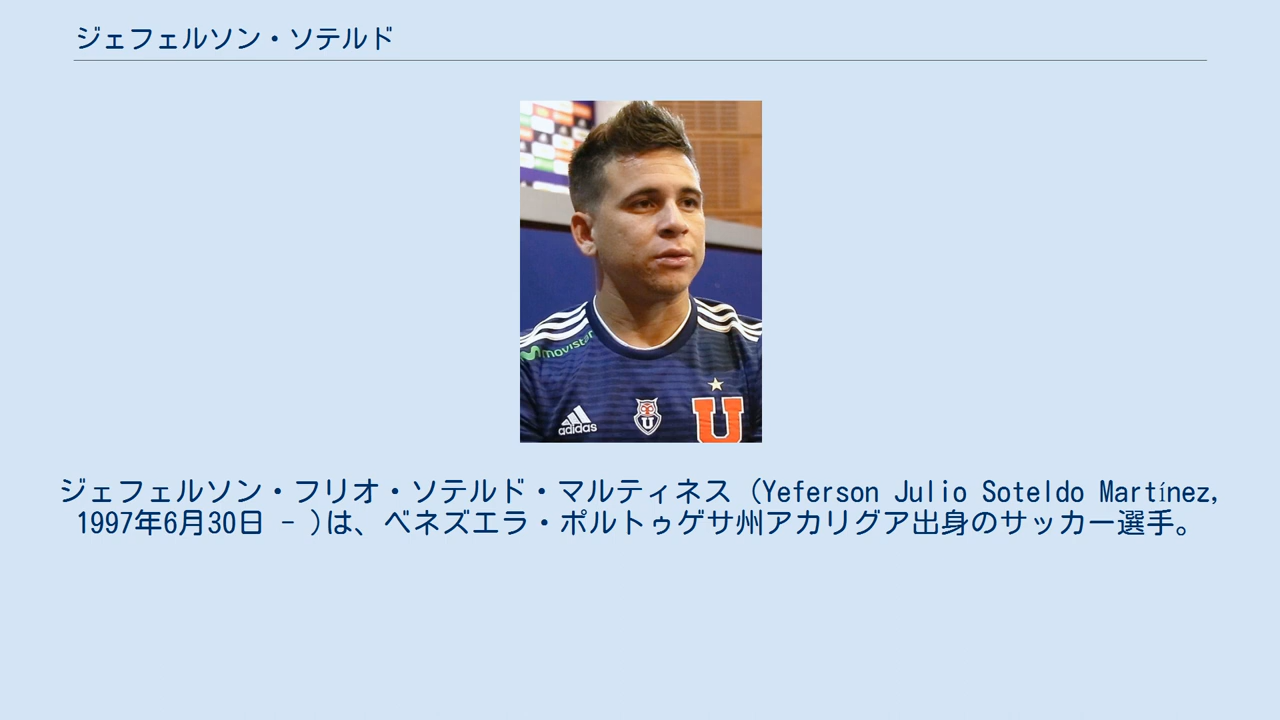 ジェフェルソン・ソテルド
movistar
adidas
U
U
ジェフェルソン・フリオ・ソテルド・マルティネス (Yeferson Julio Soteldo Martínez,
1997年6月30日 - )は、ベネズエラ・ポルトゥゲサ州アカリグア出身のサッカー選手。